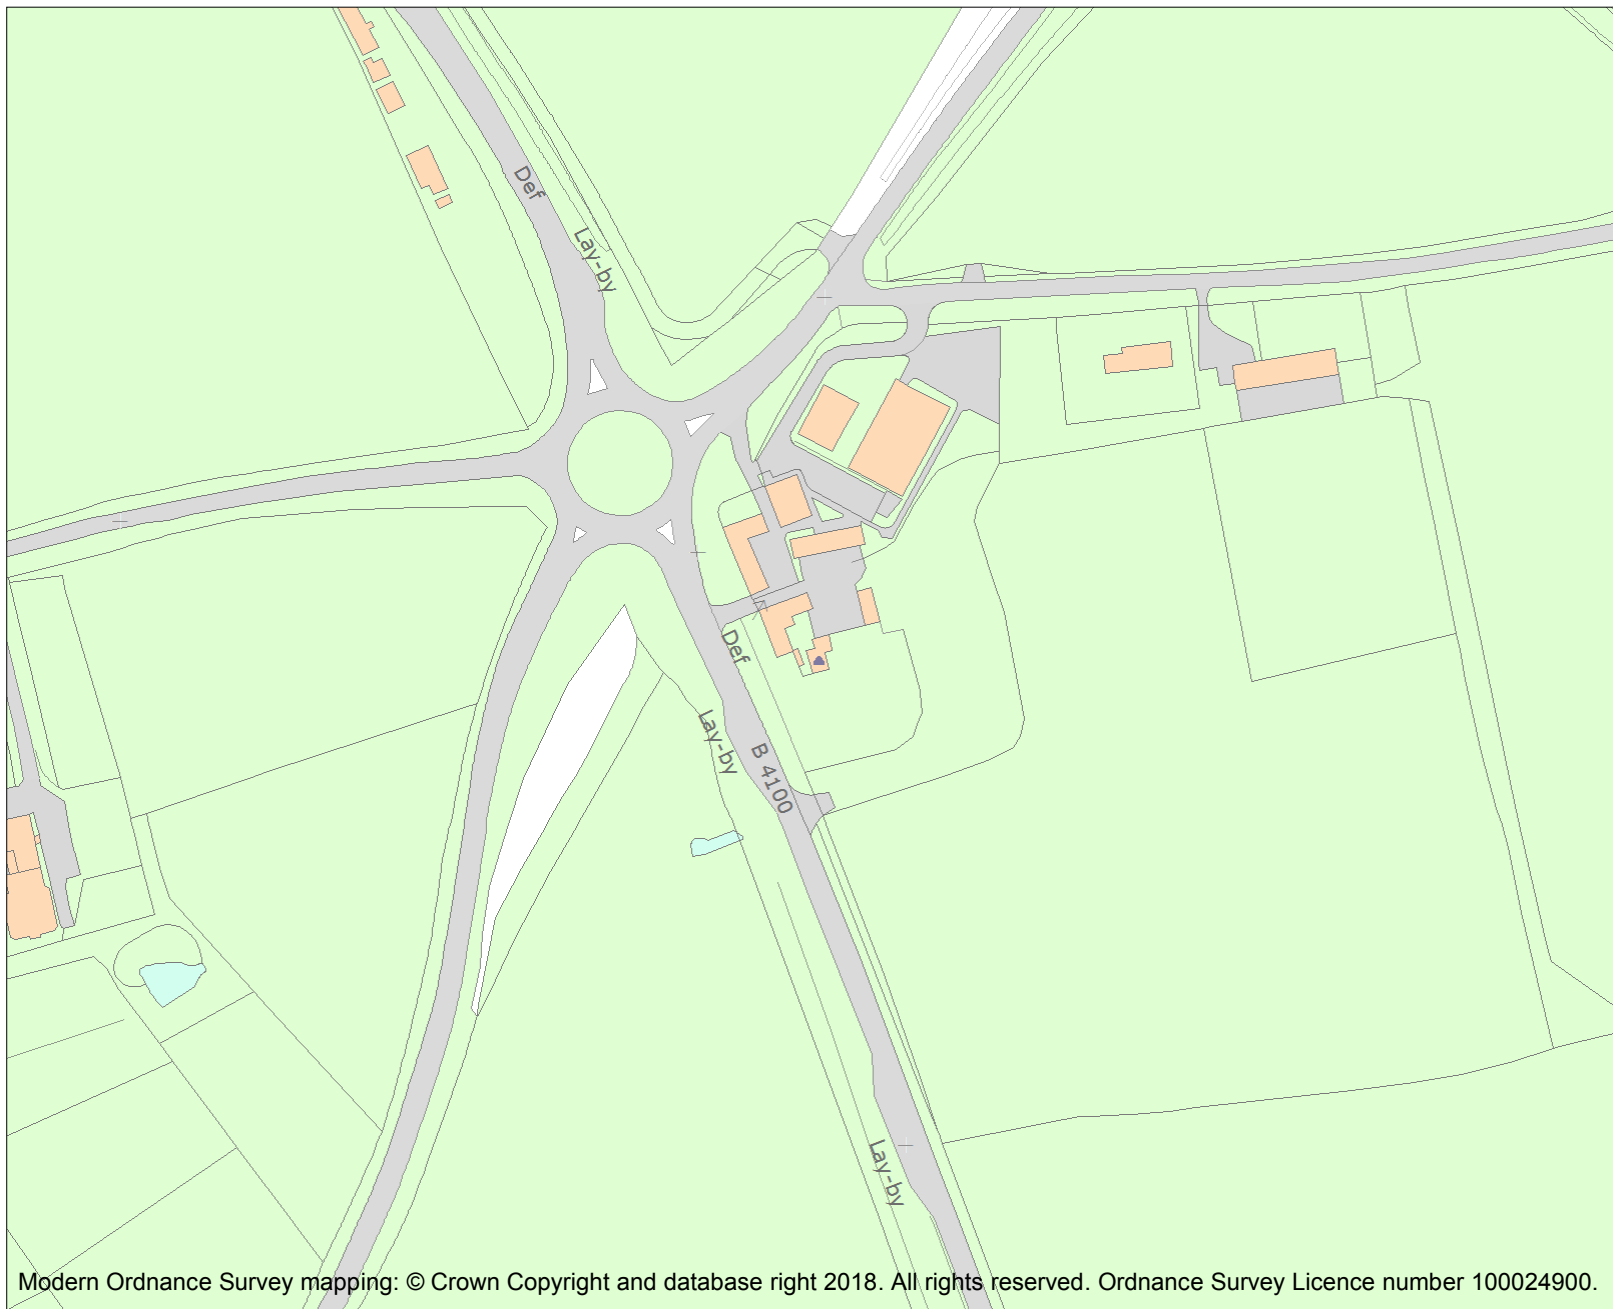 Def
Lay-by
Def
Lay-by
B 4100
Lay-by
Modern Ordnance Survey mapping: © Crown Copyright and database right 2018. All rights reserved. Ordnance Survey Licence number 100024900.